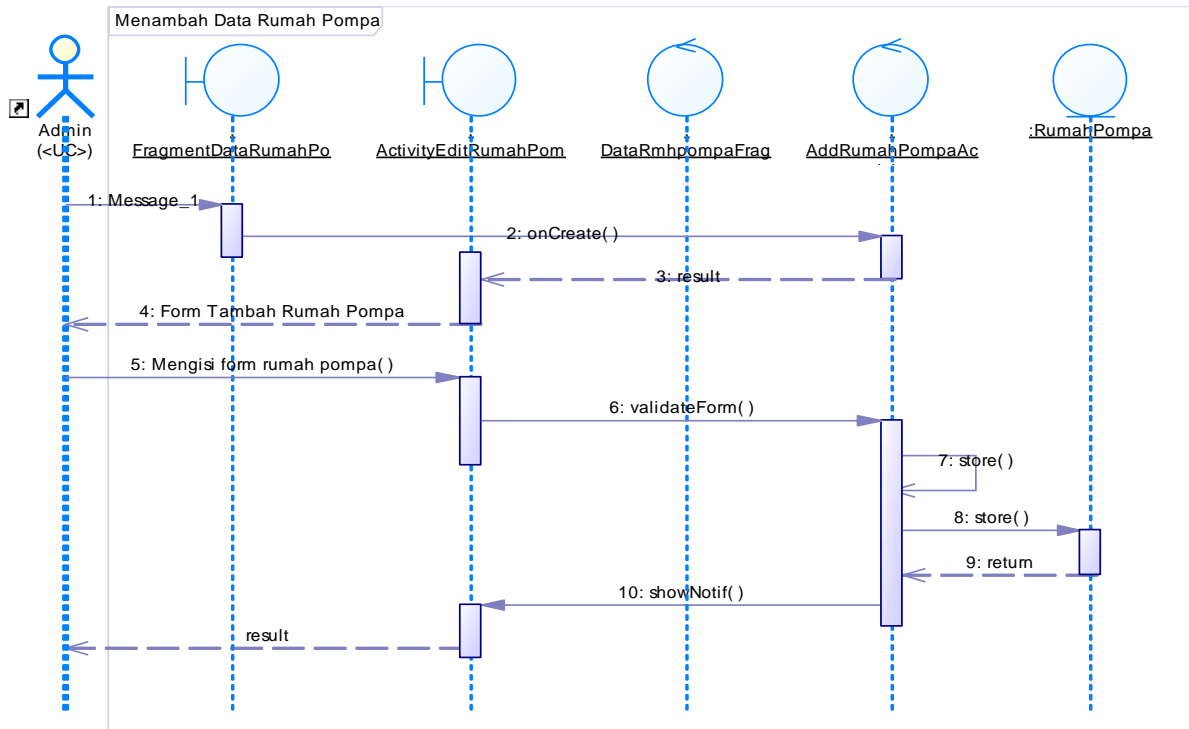 Menambah Data Rumah Pompa
Admin
(<UC>)
FragmentDataRumahPo
ActivityEditRumahPom
DataRmhpompaFrag
AddRumahPompaAc
:RumahPompa
1: Message_1
2: onCreate( )
3: result
4: Form Tambah Rumah Pompa
5: Mengisi form rumah pompa( )
6: validateForm( )
7: store( )
8: store( )
9: return
10: showNotif( )
result